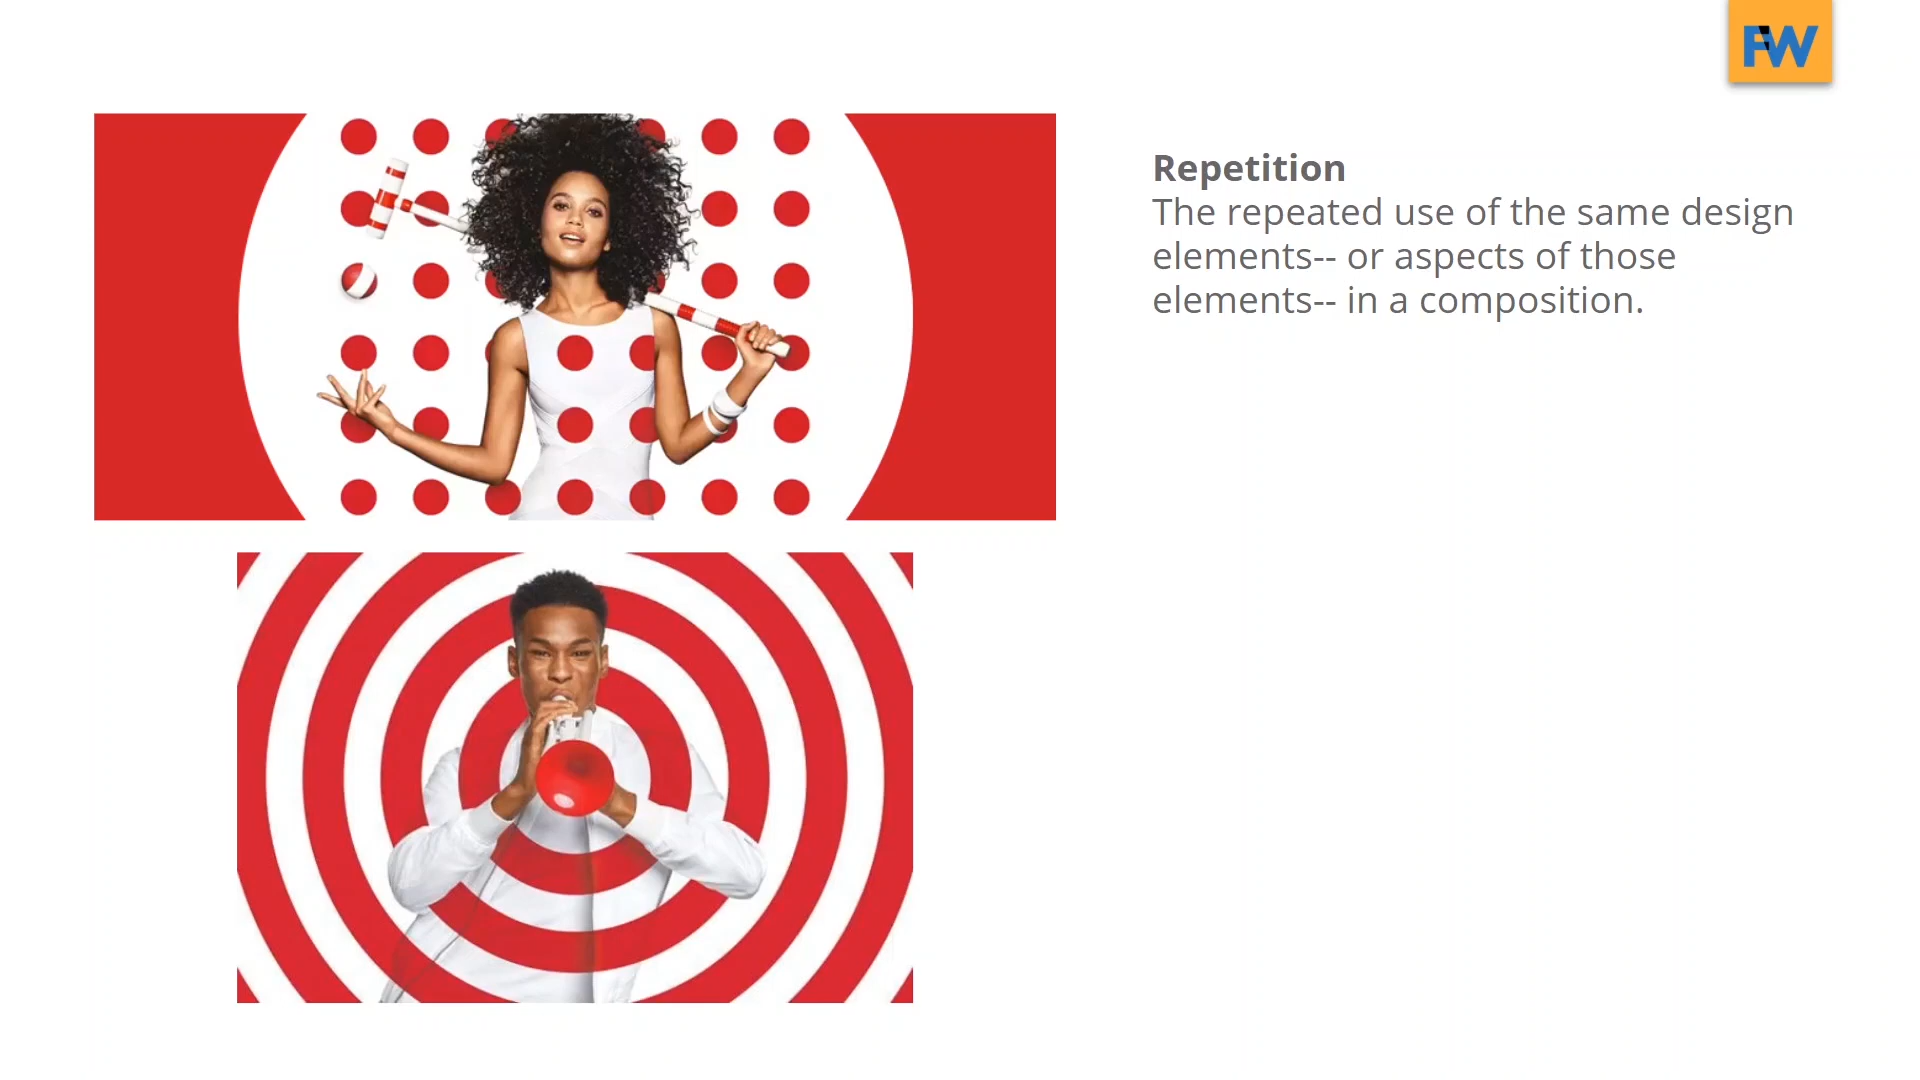 FW
Repetition
The repeated use of the same design
elements-- or aspects of those
elements-- in a composition.